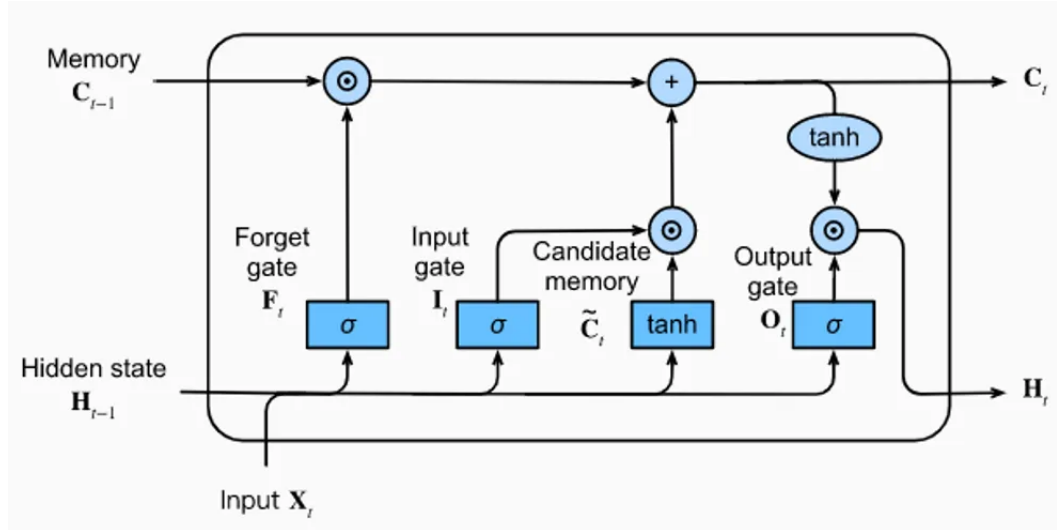 Memory
C_{t-1}
⊙
+
C_t
tanh
Forget
gate
F_t
Input
gate
I_t
⊙
Candidate
memory
C̃_t
⊙
Output
gate
O_t
σ
σ
tanh
σ
Hidden state
H_{t-1}
H_t
Input X_t